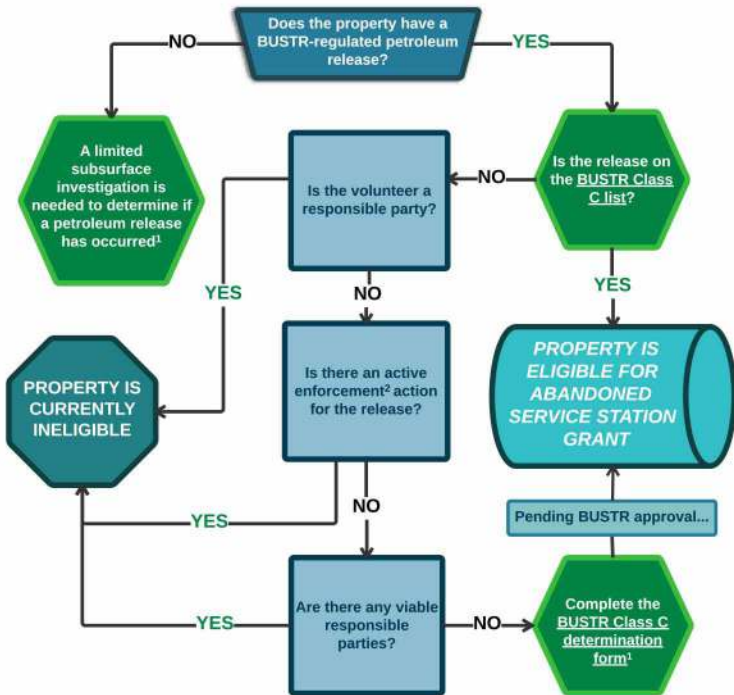 Does the property have a
BUSTR-regulated petroleum
release?
NO
YES
A limited
subsurface
investigation is
needed to determine if
a petroleum release
has occurred¹
Is the volunteer a
responsible party?
NO
Is the release on
the BUSTR Class
C list?
YES
NO
YES
PROPERTY IS
CURRENTLY
INELIGIBLE
Is there an active
enforcement² action
for the release?
PROPERTY IS
ELIGIBLE FOR
ABANDONED
SERVICE STATION
GRANT
YES
NO
Pending BUSTR approval...
YES
Are there any viable
responsible
parties?
NO
Complete the
BUSTR Class C
determination
form¹